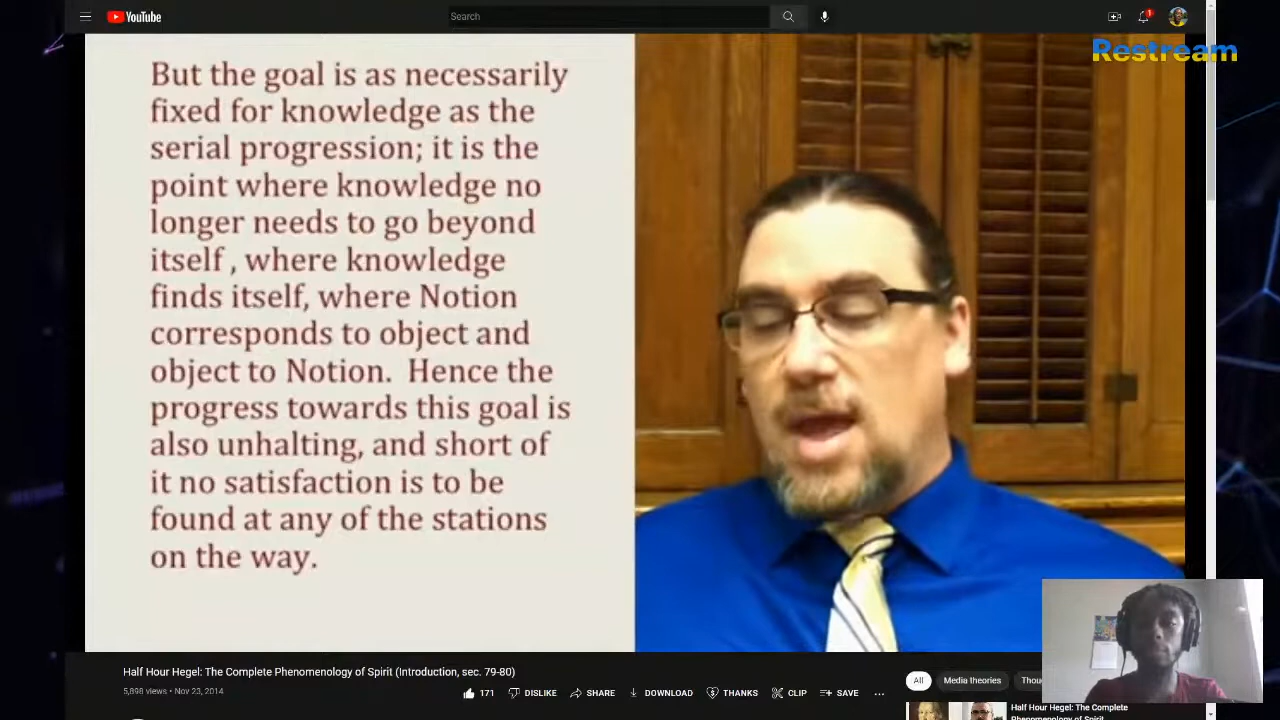 YouTube
Search
1
Restream
But the goal is as necessarily
fixed for knowledge as the
serial progression; it is the
point where knowledge no
longer needs to go beyond
itself , where knowledge
finds itself, where Notion
corresponds to object and
object to Notion.  Hence the
progress towards this goal is
also unhalting, and short of
it no satisfaction is to be
found at any of the stations
on the way.
Half Hour Hegel: The Complete Phenomenology of Spirit (Introduction, sec. 79-80)
5,898 views • Nov 23, 2014
171 DISLIKE SHARE DOWNLOAD THANKS CLIP SAVE ...
All Media theories Thou
Half Hour Hegel: The Complete
Phenomenology of Spirit